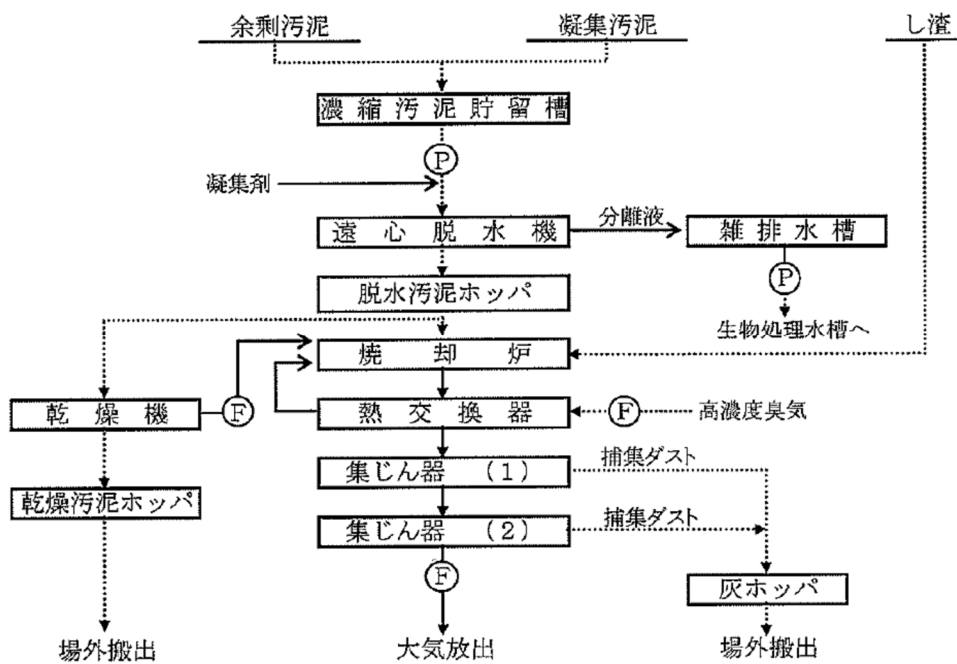 余剰汚泥
凝集汚泥
し渣
濃縮汚泥貯留槽
P
凝集剤
遠心脱水機
分離液
雑排水槽
P
脱水汚泥ホッパ
生物処理水槽へ
焼却炉
乾燥機
F
熱交換器
F
高濃度臭気
集じん器 (1)
捕集ダスト
乾燥汚泥ホッパ
集じん器 (2)
捕集ダスト
F
灰ホッパ
場外搬出
大気放出
場外搬出